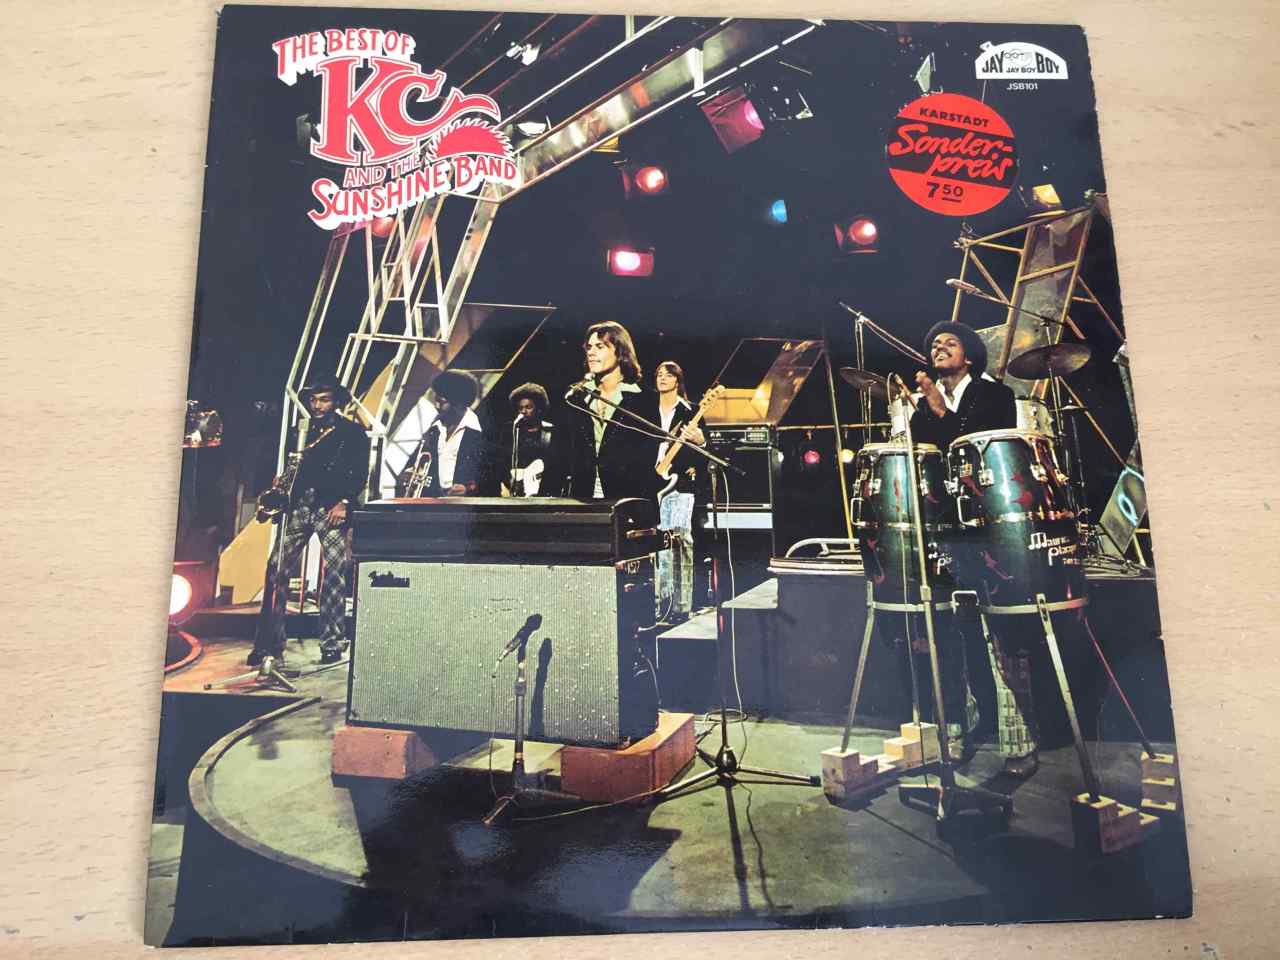 THE BEST OF
KC
AND THE
SUNSHINE BAND
JAY BOY
JAY BOY
JSB101
KARSTADT
Sonder-
preis
7 50